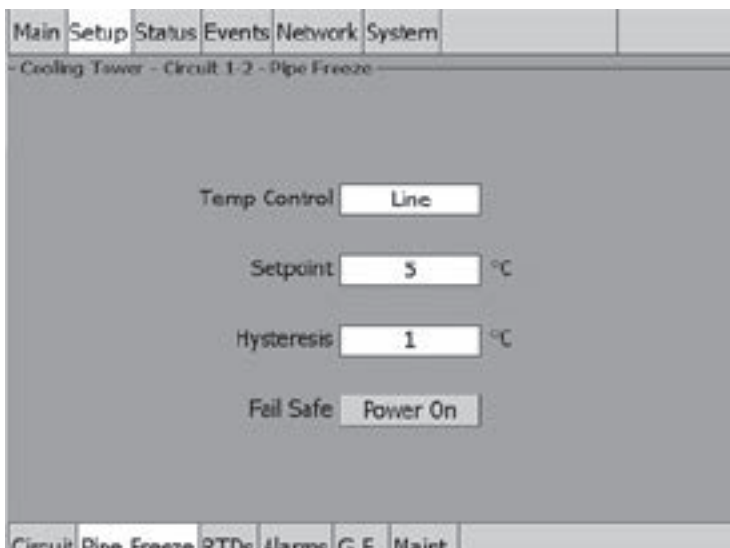 Main Setup Status Events Network System
Cooling Tower - Circuit 1-2 - Pipe Freeze
Temp Control Line
Setpoint 5 °C
Hysteresis 1 °C
Fail Safe Power On
Circuit Pipe Freeze RTDs Alarms G.F. Maint.